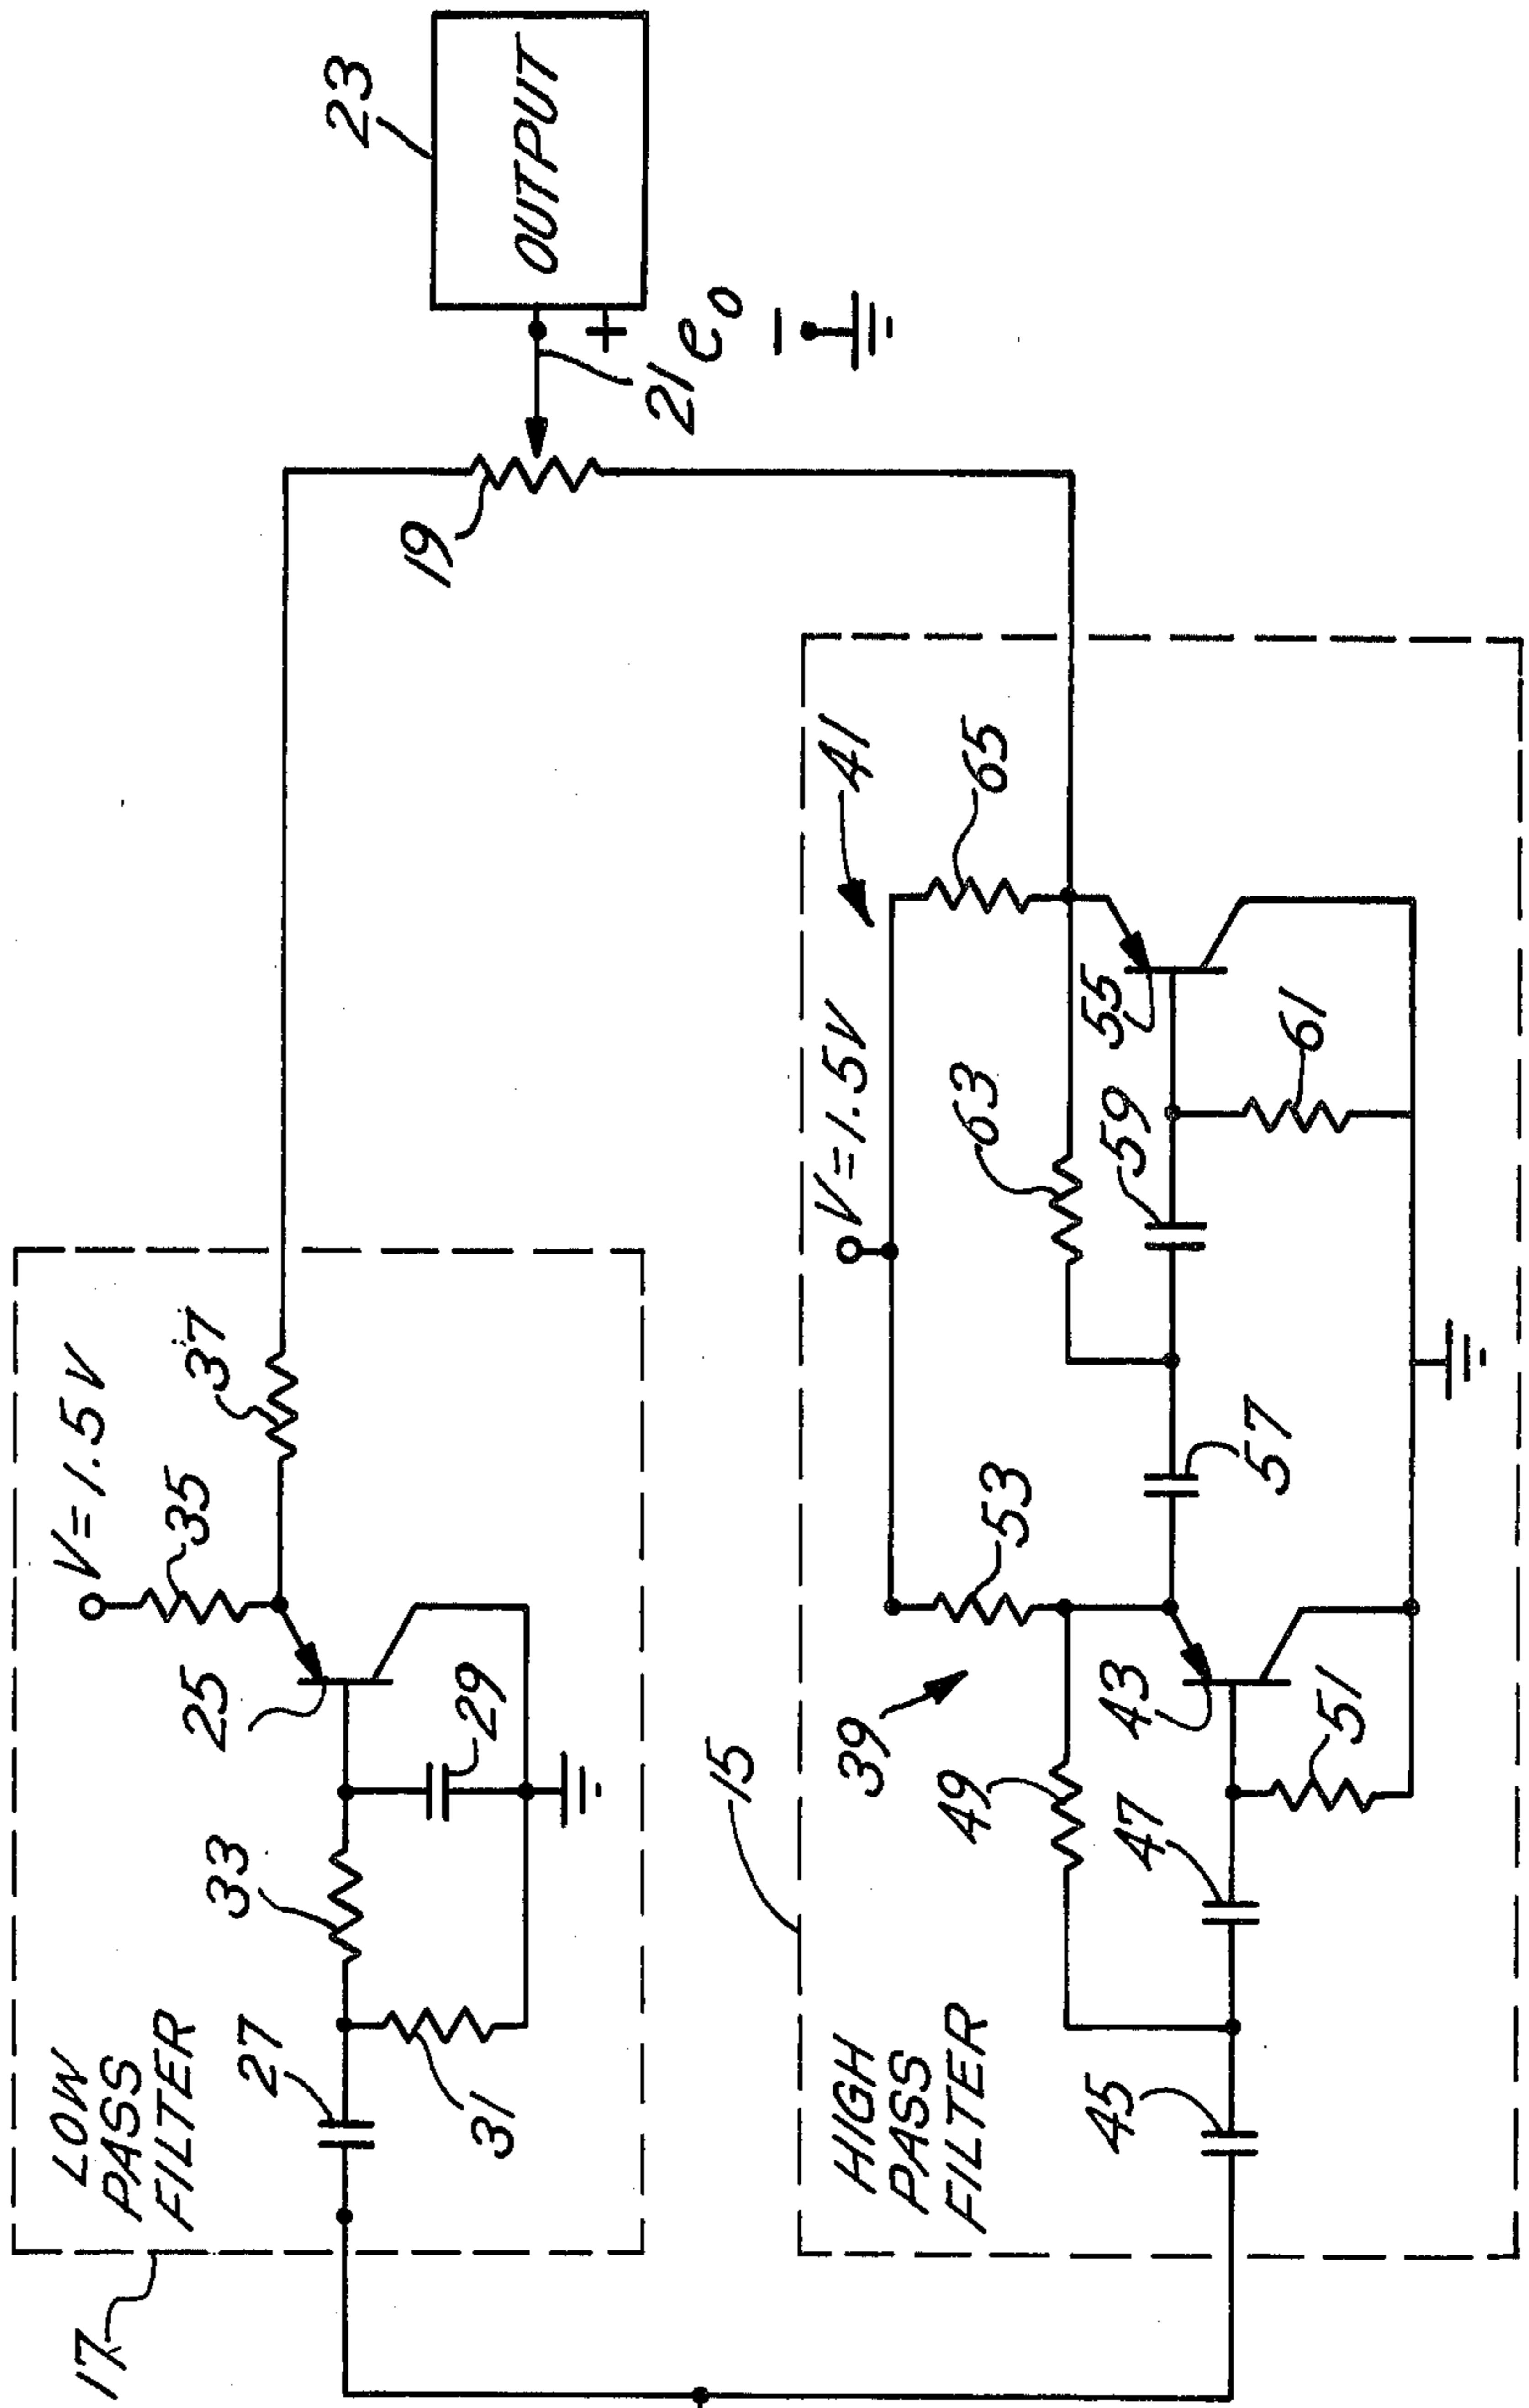 17
LOW
PASS
FILTER
27
31
33
29
25
35
V=1.5V
37
19
21
e₀
+
−
23
OUTPUT
15
HIGH
PASS
FILTER
39
41
V=1.5V
45
47
49
51
43
53
57
59
63
61
55
65